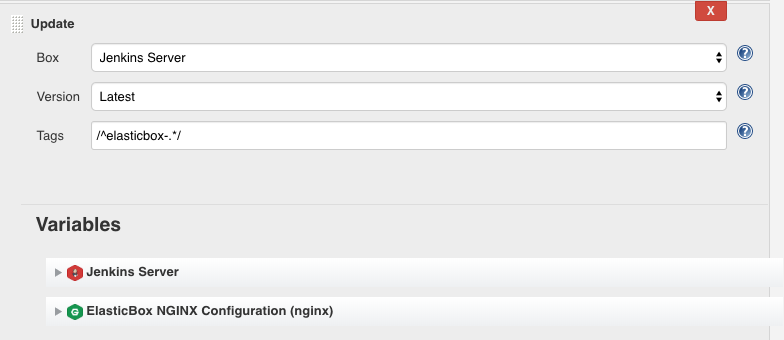 X
Update
Box Jenkins Server ?
Version Latest ?
Tags /^elasticbox-.*/ ?
Variables
Jenkins Server
G ElasticBox NGINX Configuration (nginx)